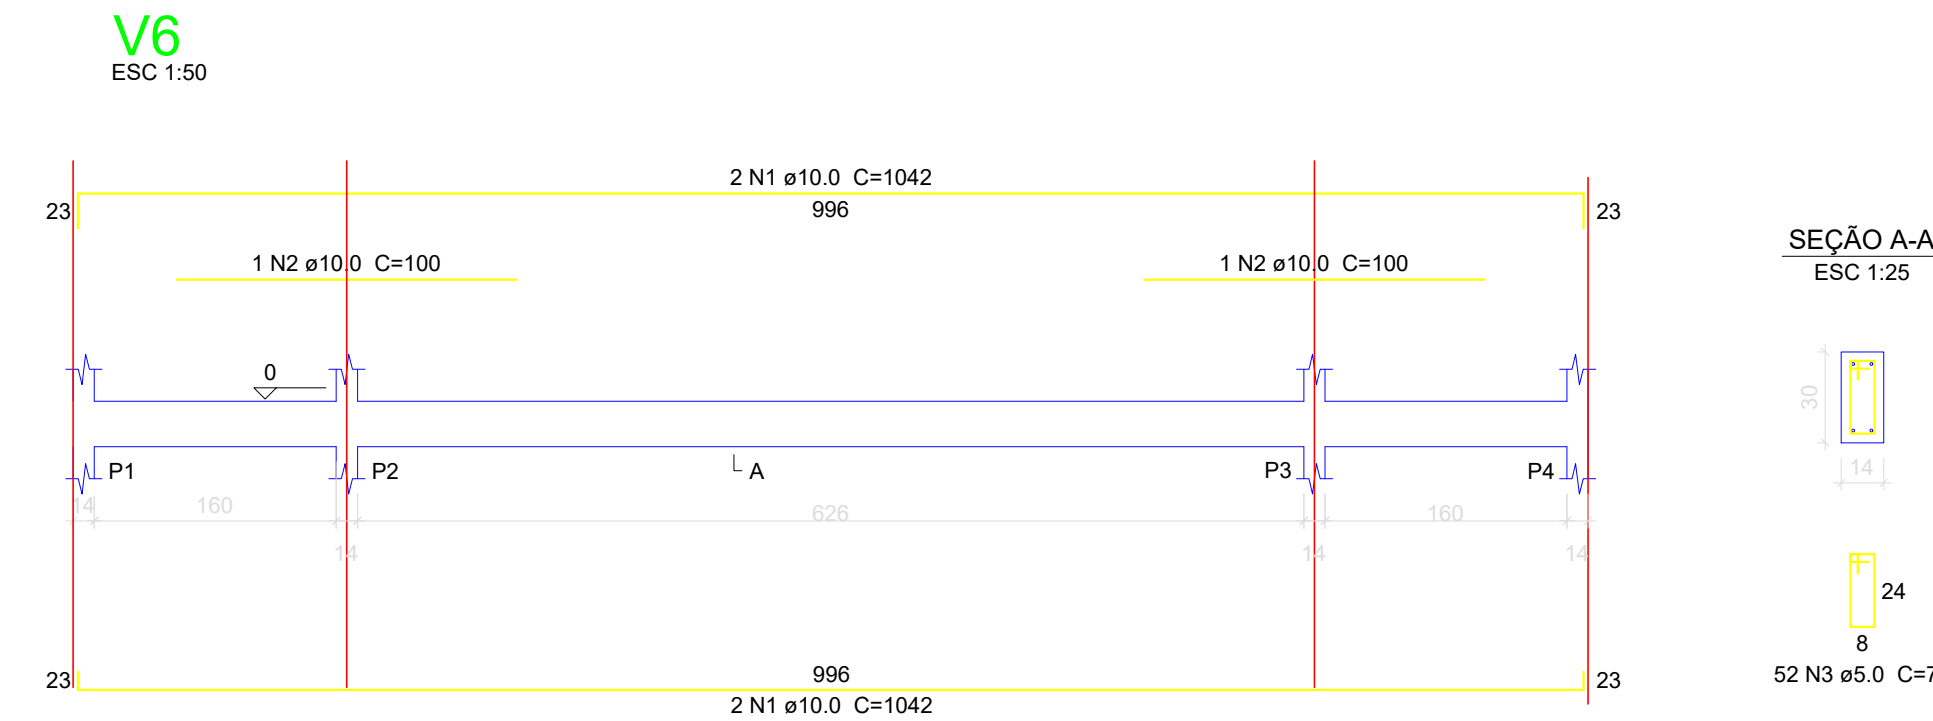 V6
ESC 1:50
2 N1 ø10.0 C=1042
23
996
23
1 N2 ø10.0 C=100
1 N2 ø10.0 C=100
SEÇÃO A-A
ESC 1:25
0
30
P1
P2
A
P3
P4
14
14
160
626
160
14
14
14
24
8
23
996
23
52 N3 ø5.0 C=7
2 N1 ø10.0 C=1042